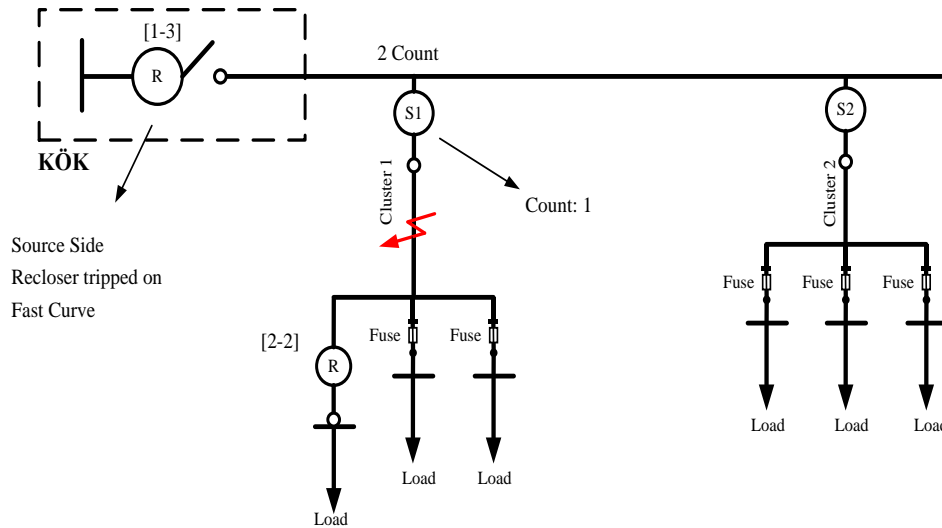 [1-3]
R
2 Count
S1
S2
KÖK
Cluster 1
Count: 1
Cluster 2
Source Side
Recloser tripped on
Fast Curve
[2-2]
R
Fuse
Fuse
Fuse
Fuse
Fuse
Load
Load
Load
Load
Load
Load